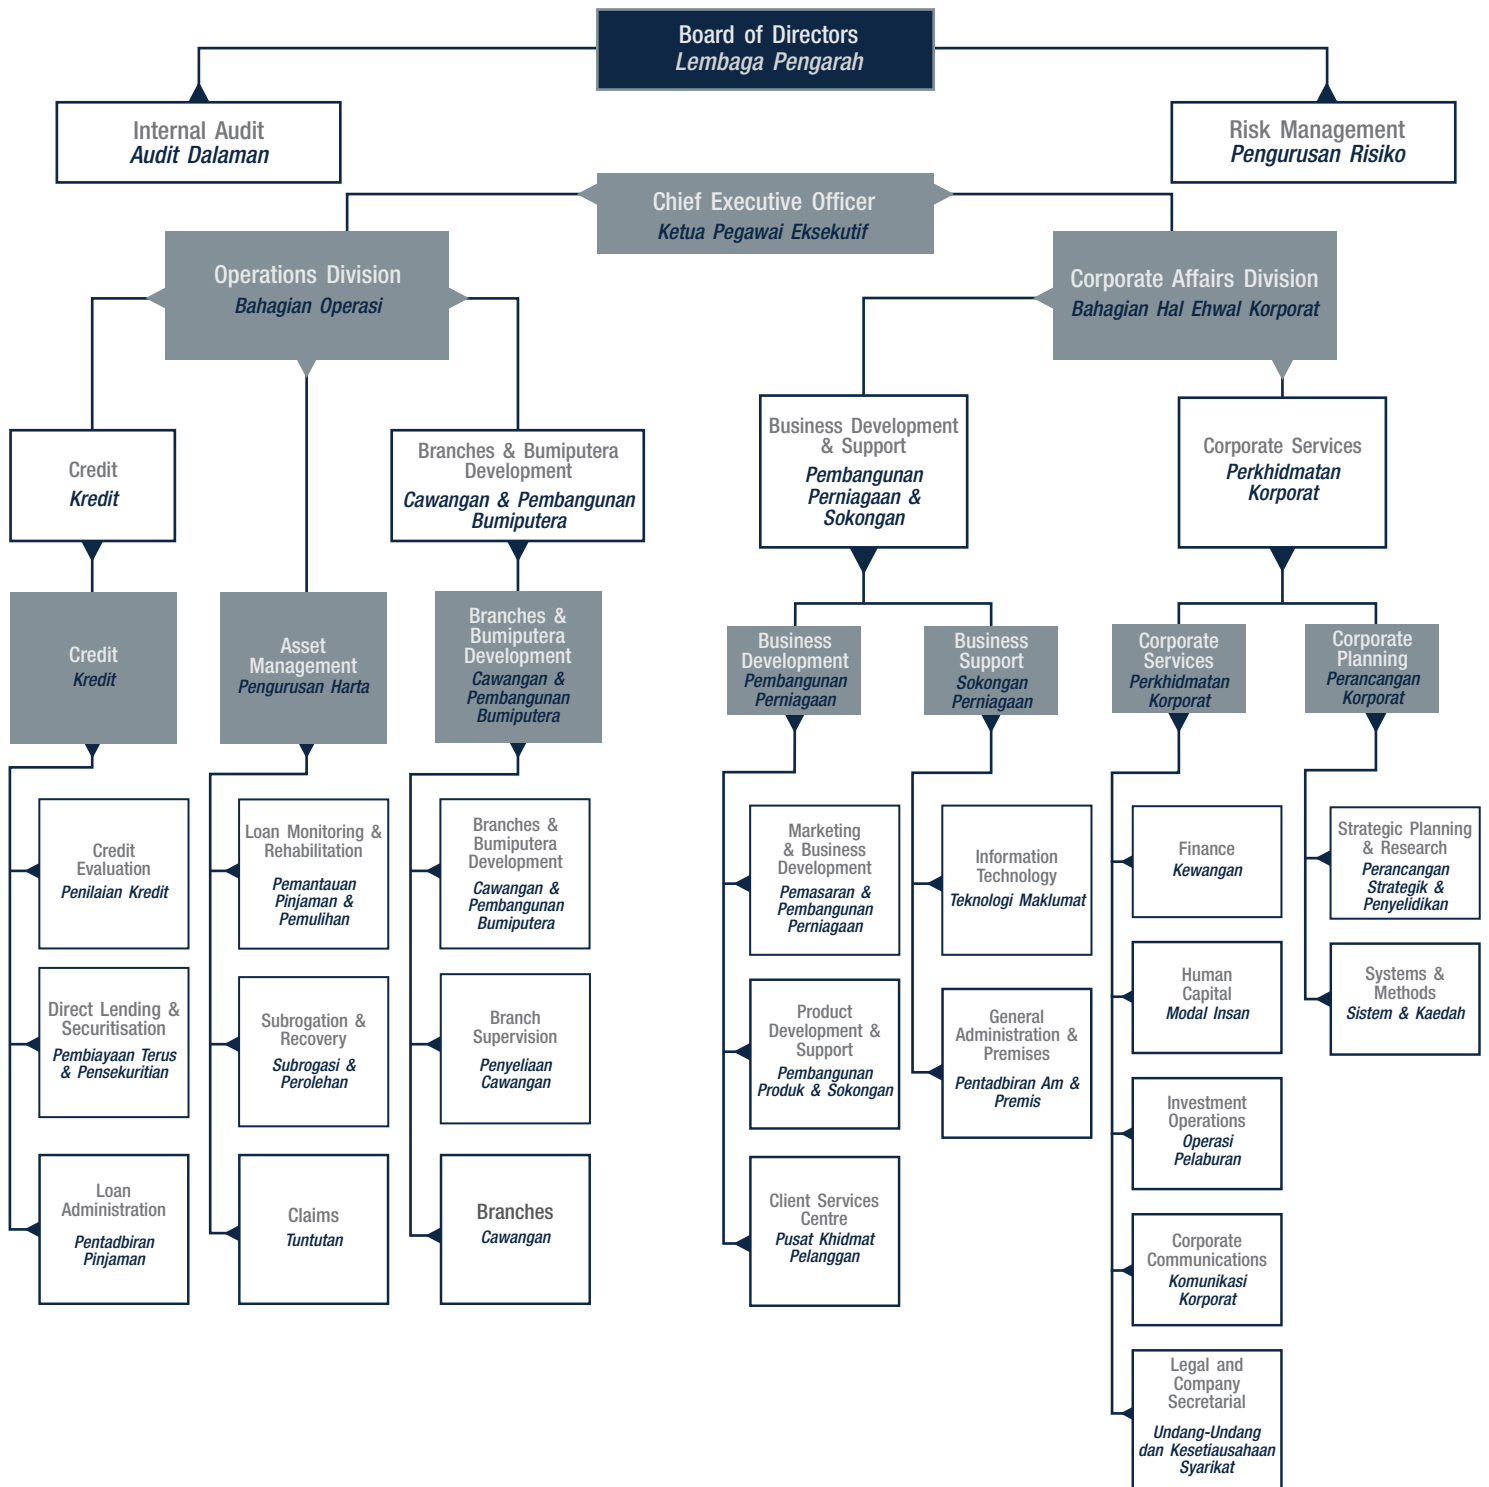 Board of Directors
Lembaga Pengarah
Internal Audit
Audit Dalaman
Risk Management
Pengurusan Risiko
Chief Executive Officer
Ketua Pegawai Eksekutif
Operations Division
Bahagian Operasi
Corporate Affairs Division
Bahagian Hal Ehwal Korporat
Credit
Kredit
Branches & Bumiputera
Development
Cawangan & Pembangunan
Bumiputera
Business Development
& Support
Pembangunan
Perniagaan &
Sokongan
Corporate Services
Perkhidmatan
Korporat
Credit
Kredit
Asset
Management
Pengurusan Harta
Branches &
Bumiputera
Development
Cawangan &
Pembangunan
Bumiputera
Business
Development
Pembangunan
Perniagaan
Business
Support
Sokongan
Perniagaan
Corporate
Services
Perkhidmatan
Korporat
Corporate
Planning
Perancangan
Korporat
Credit
Evaluation
Penilaian Kredit
Direct Lending &
Securitisation
Pembiayaan Terus
& Pensekuritian
Loan
Administration
Pentadbiran
Pinjaman
Loan Monitoring &
Rehabilitation
Pemantauan
Pinjaman &
Pemulihan
Subrogation &
Recovery
Subrogasi &
Perolehan
Claims
Tuntutan
Branches &
Bumiputera
Development
Cawangan &
Pembangunan
Bumiputera
Branch
Supervision
Penyeliaan
Cawangan
Branches
Cawangan
Marketing
& Business
Development
Pemasaran &
Pembangunan
Perniagaan
Product
Development &
Support
Pembangunan
Produk & Sokongan
Client Services
Centre
Pusat Khidmat
Pelanggan
Information
Technology
Teknologi Maklumat
General
Administration &
Premises
Pentadbiran Am &
Premis
Finance
Kewangan
Human
Capital
Modal Insan
Investment
Operations
Operasi
Pelaburan
Corporate
Communications
Komunikasi
Korporat
Legal and
Company
Secretarial
Undang-Undang
dan Kesetiausahaan
Syarikat
Strategic Planning
& Research
Perancangan
Strategik &
Penyelidikan
Systems &
Methods
Sistem & Kaedah